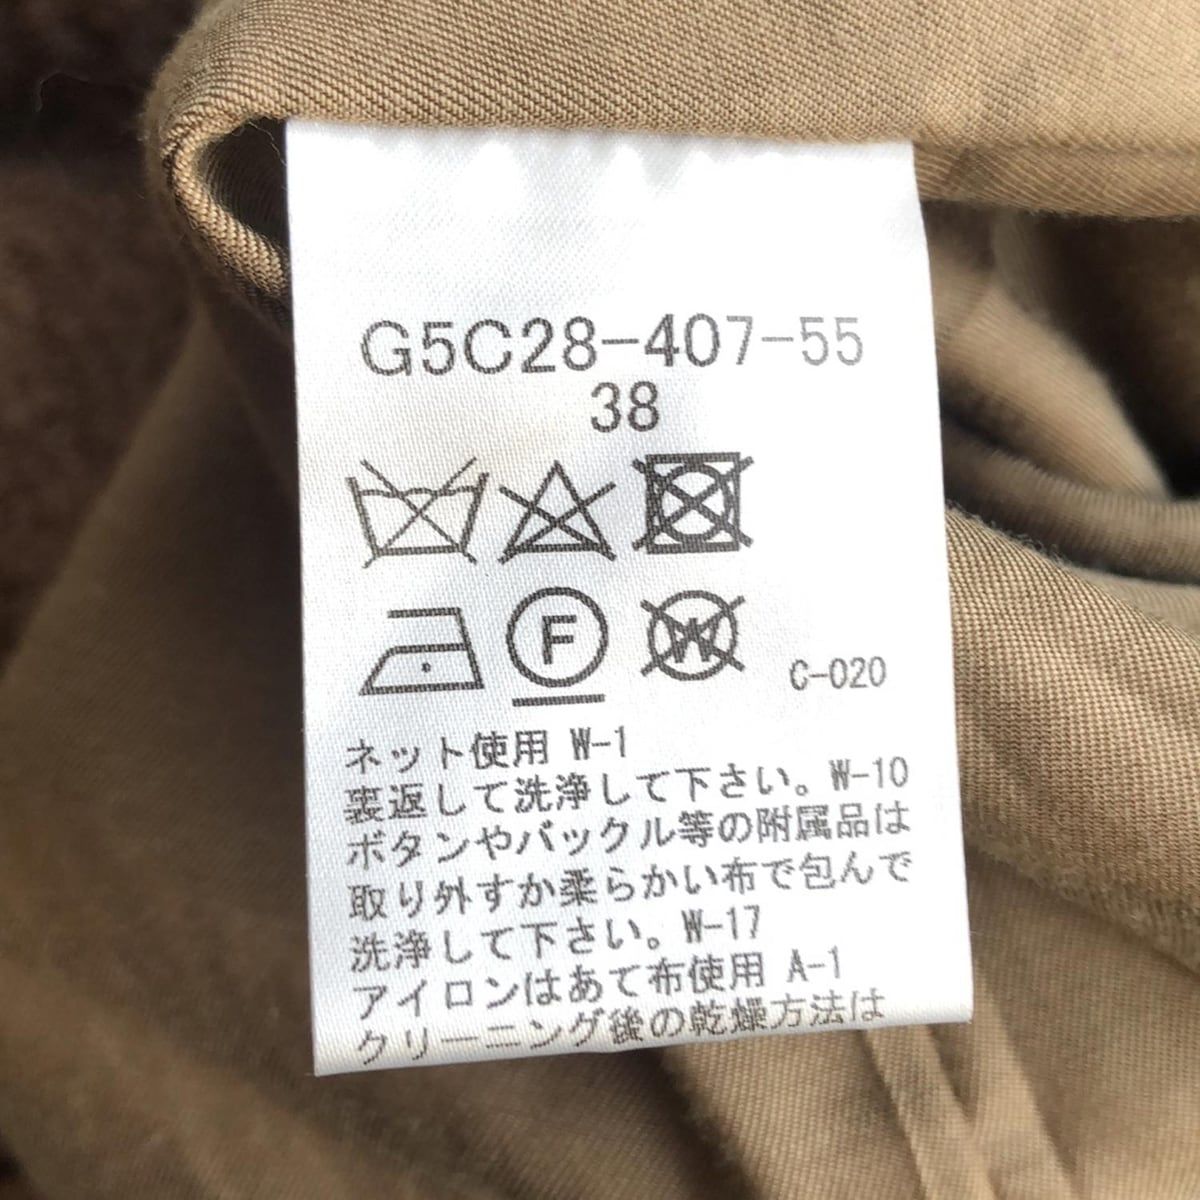 G5C28-407-55
38
F
W
C-020
ネット使用 W-1
裏返して洗浄して下さい。W-10
ボタンやバックル等の附属品は
取り外すか柔らかい布で包んで
洗浄して下さい。W-17
アイロンはあて布使用 A-1
クリーニング後の乾燥方法は